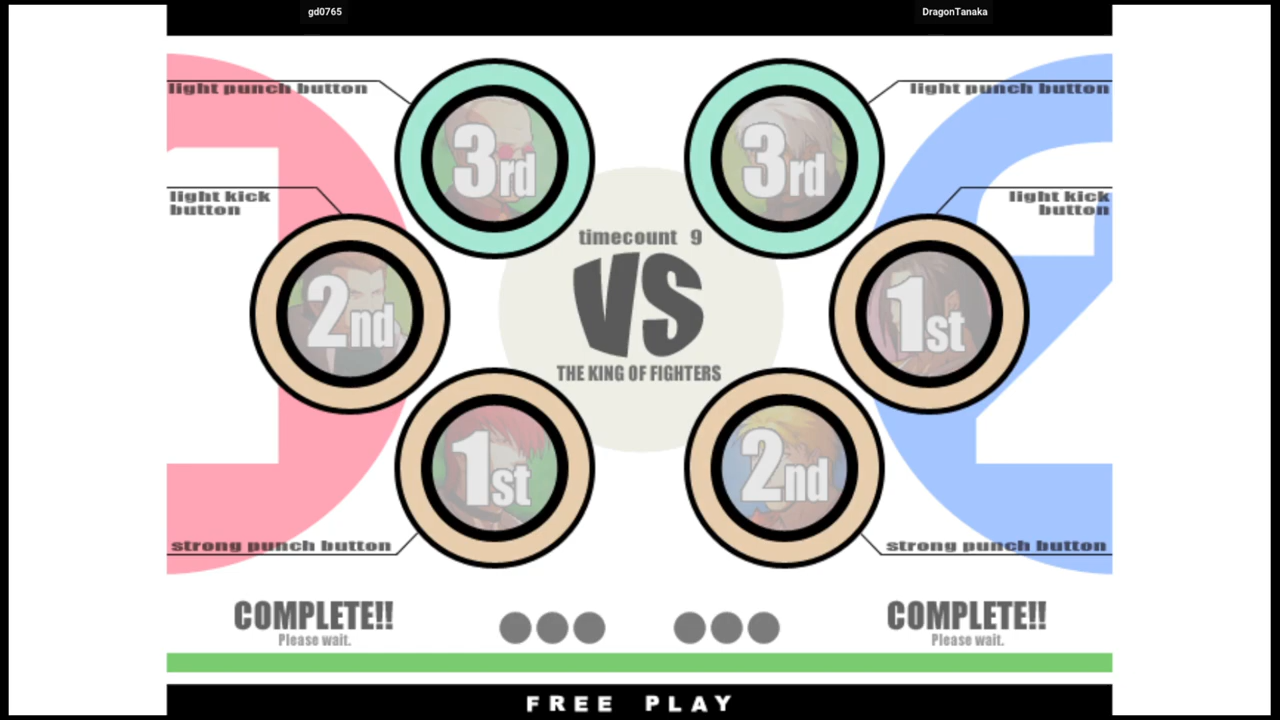 gd0765
DragonTanaka
light punch button
light punch button
3rd
3rd
light kick
button
light kick
button
timecount 9
VS
THE KING OF FIGHTERS
2nd
1st
1st
2nd
strong punch button
strong punch button
COMPLETE!!
Please wait.
COMPLETE!!
Please wait.
FREE PLAY